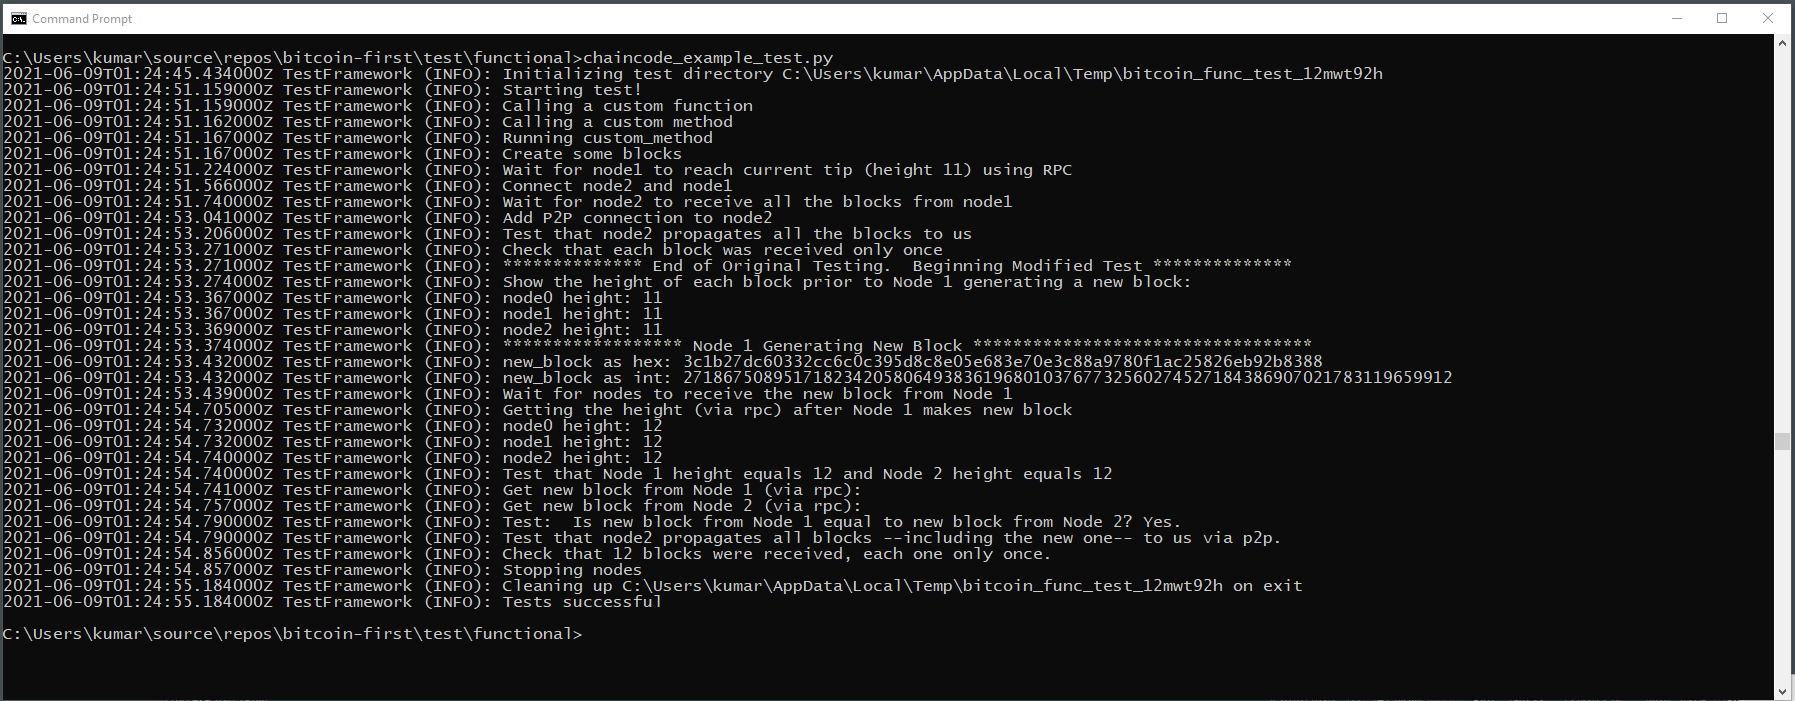 Command Prompt
C:\Users\kumar\source\repos\bitcoin-first\test\functional>chaincode_example_test.py
2021-06-09T01:24:45.434000Z TestFramework (INFO): Initializing test directory C:\Users\kumar\AppData\Local\Temp\bitcoin_func_test_12mwt92h
2021-06-09T01:24:51.159000Z TestFramework (INFO): Starting test!
2021-06-09T01:24:51.159000Z TestFramework (INFO): Calling a custom function
2021-06-09T01:24:51.162000Z TestFramework (INFO): Calling a custom method
2021-06-09T01:24:51.167000Z TestFramework (INFO): Running custom_method
2021-06-09T01:24:51.167000Z TestFramework (INFO): Create some blocks
2021-06-09T01:24:51.224000Z TestFramework (INFO): Wait for node1 to reach current tip (height 11) using RPC
2021-06-09T01:24:51.566000Z TestFramework (INFO): Connect node2 and node1
2021-06-09T01:24:51.740000Z TestFramework (INFO): Wait for node2 to receive all the blocks from node1
2021-06-09T01:24:53.041000Z TestFramework (INFO): Add P2P connection to node2
2021-06-09T01:24:53.206000Z TestFramework (INFO): Test that node2 propagates all the blocks to us
2021-06-09T01:24:53.271000Z TestFramework (INFO): Check that each block was received only once
2021-06-09T01:24:53.271000Z TestFramework (INFO): ************** End of Original Testing.  Beginning Modified Test **************
2021-06-09T01:24:53.274000Z TestFramework (INFO): Show the height of each block prior to Node 1 generating a new block:
2021-06-09T01:24:53.367000Z TestFramework (INFO): node0 height: 11
2021-06-09T01:24:53.367000Z TestFramework (INFO): node1 height: 11
2021-06-09T01:24:53.369000Z TestFramework (INFO): node2 height: 11
2021-06-09T01:24:53.374000Z TestFramework (INFO): ****************** Node 1 Generating New Block **********************************
2021-06-09T01:24:53.432000Z TestFramework (INFO): new_block as hex: 3c1b27dc60332cc6c0c395d8c8e05e683e70e3c88a9780f1ac25826eb92b8388
2021-06-09T01:24:53.432000Z TestFramework (INFO): new_block as int: 27186750895171823420580649383619680103767732560274527184386907021783119659912
2021-06-09T01:24:53.439000Z TestFramework (INFO): Wait for nodes to receive the new block from Node 1
2021-06-09T01:24:54.705000Z TestFramework (INFO): Getting the height (via rpc) after Node 1 makes new block
2021-06-09T01:24:54.732000Z TestFramework (INFO): node0 height: 12
2021-06-09T01:24:54.732000Z TestFramework (INFO): node1 height: 12
2021-06-09T01:24:54.740000Z TestFramework (INFO): node2 height: 12
2021-06-09T01:24:54.740000Z TestFramework (INFO): Test that Node 1 height equals 12 and Node 2 height equals 12
2021-06-09T01:24:54.741000Z TestFramework (INFO): Get new block from Node 1 (via rpc):
2021-06-09T01:24:54.757000Z TestFramework (INFO): Get new block from Node 2 (via rpc):
2021-06-09T01:24:54.790000Z TestFramework (INFO): Test:  Is new block from Node 1 equal to new block from Node 2? Yes.
2021-06-09T01:24:54.790000Z TestFramework (INFO): Test that node2 propagates all blocks --including the new one-- to us via p2p.
2021-06-09T01:24:54.856000Z TestFramework (INFO): Check that 12 blocks were received, each one only once.
2021-06-09T01:24:54.857000Z TestFramework (INFO): Stopping nodes
2021-06-09T01:24:55.184000Z TestFramework (INFO): Cleaning up C:\Users\kumar\AppData\Local\Temp\bitcoin_func_test_12mwt92h on exit
2021-06-09T01:24:55.184000Z TestFramework (INFO): Tests successful
C:\Users\kumar\source\repos\bitcoin-first\test\functional>